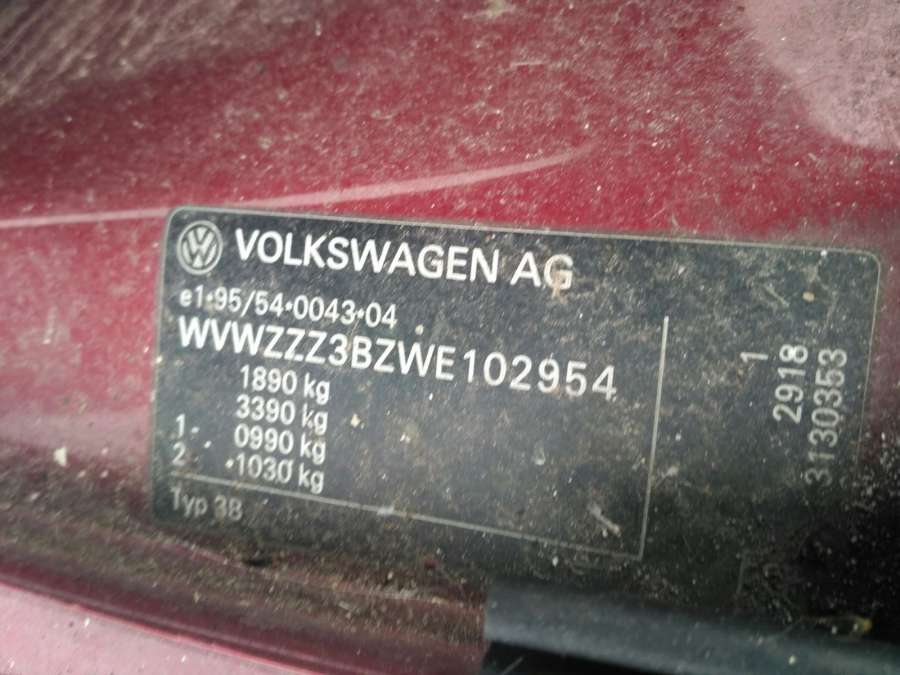 VOLKSWAGEN AG
e1*95/54*0043*04
WVWZZZ3BZWE102954
1890 kg
3390 kg
1- 0990 kg
2- 1030 kg
Typ 3B
1
2918
3130353